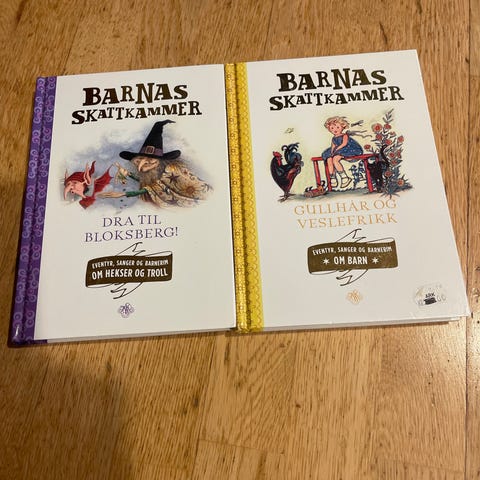 BARNAS
SKATTKAMMER
DRA TIL
BLOKSBERG!
EVENTYR, SANGER OG BARNERIM
OM HEKSER OG TROLL
BARNAS
SKATTKAMMER
GULLHÅR OG
VESLEFRIKK
EVENTYR, SANGER OG BARNERIM
OM BARN
ARK